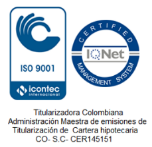 CERTIFIED
IQNet
MANAGEMENT SYSTEM
ISO 9001
icontec
internacional
Titularizadora Colombiana
Administración Maestra de emisiones de
Titularización de Cartera hipotecaria
CO- S.C- CER145151